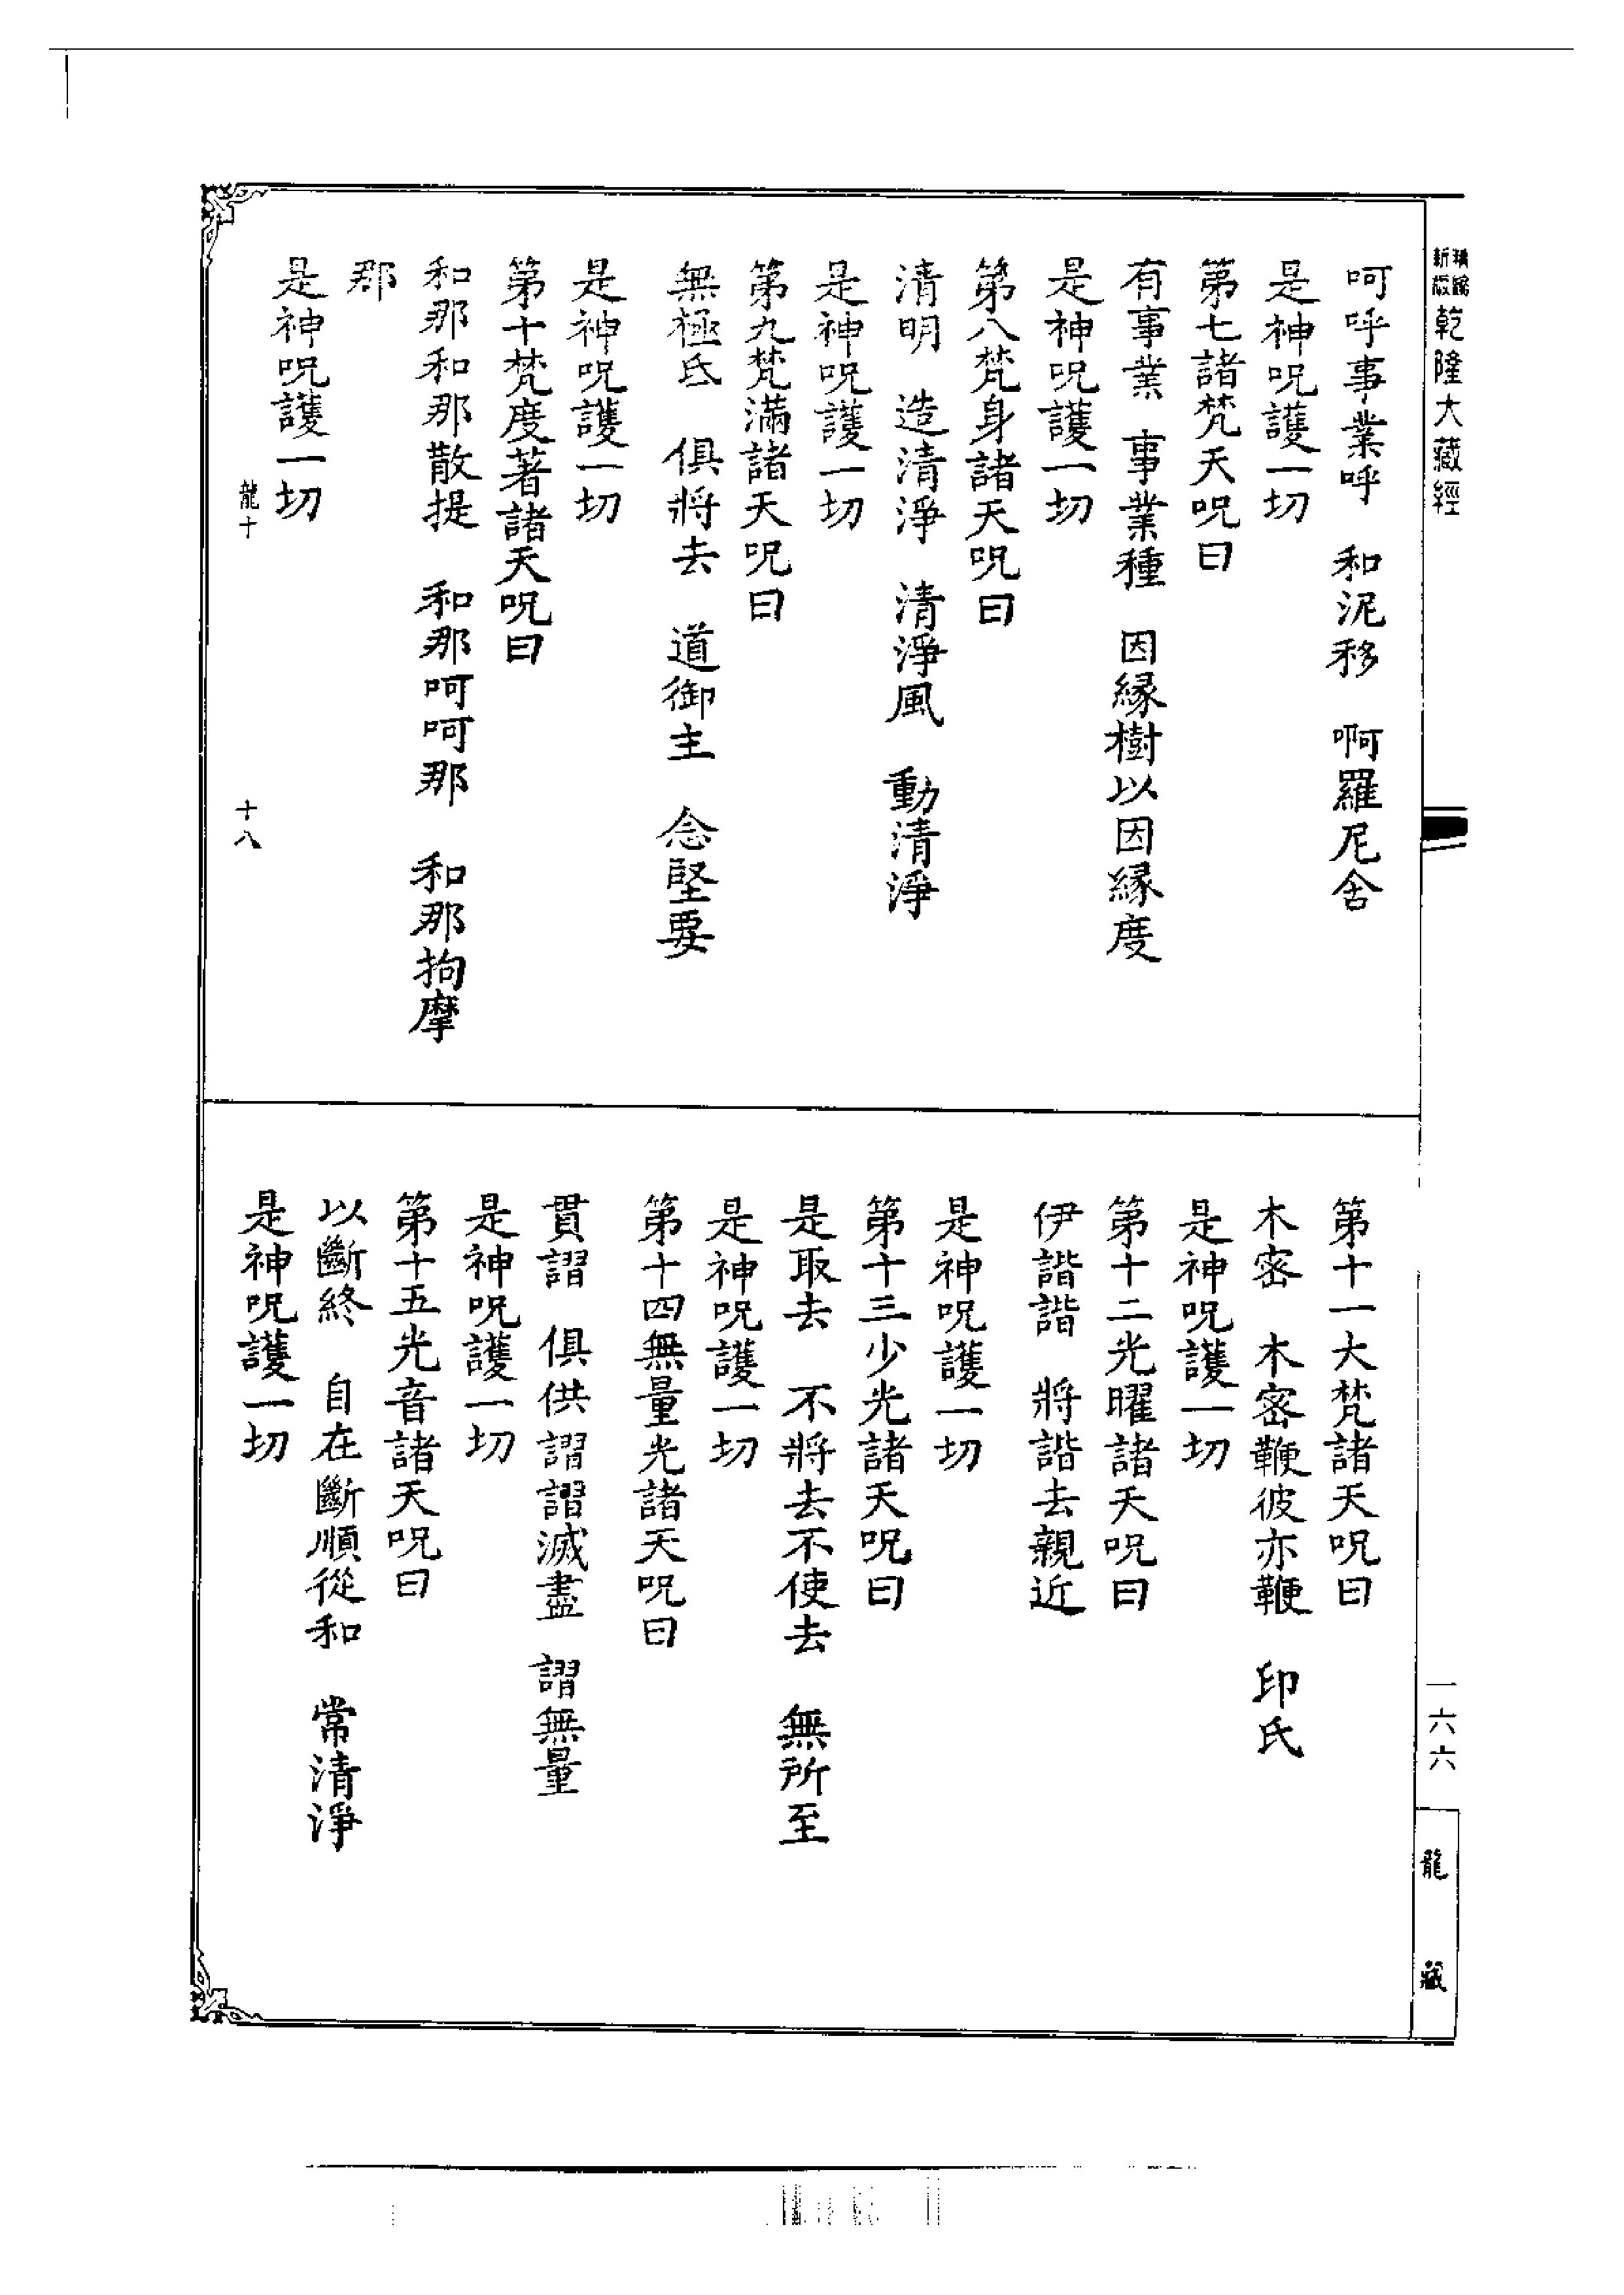 乾隆大藏經
一六六
龍藏
呵呼事業呼　和泥移　啊羅尼舍
是神呪護一切
第七諸梵天呪曰
有事業　事業種　因縁樹以因縁度
是神呪護一切
第八梵身諸天呪曰
清明　造清淨　清淨風　動清淨
是神呪護一切
第九梵滿諸天呪曰
無極氐　俱將去　道御主　念堅要
是神呪護一切
第十梵度著諸天呪曰
和那和那散提　和那呵呵那　和那拘摩
那
是神呪護一切
龍十　十八
第十一大梵諸天呪曰
木密　木密鞭彼亦鞭　印氏
是神呪護一切
第十二光曜諸天呪曰
伊諧諧　將諧去親近
是神呪護一切
第十三少光諸天呪曰
是取去　不將去不使去　無所至
是神呪護一切
第十四無量光諸天呪曰
貫謵　俱供謵謵滅盡　謵無量
是神呪護一切
第十五光音諸天呪曰
以斷終　自在斷順從和　常清淨
是神呪護一切